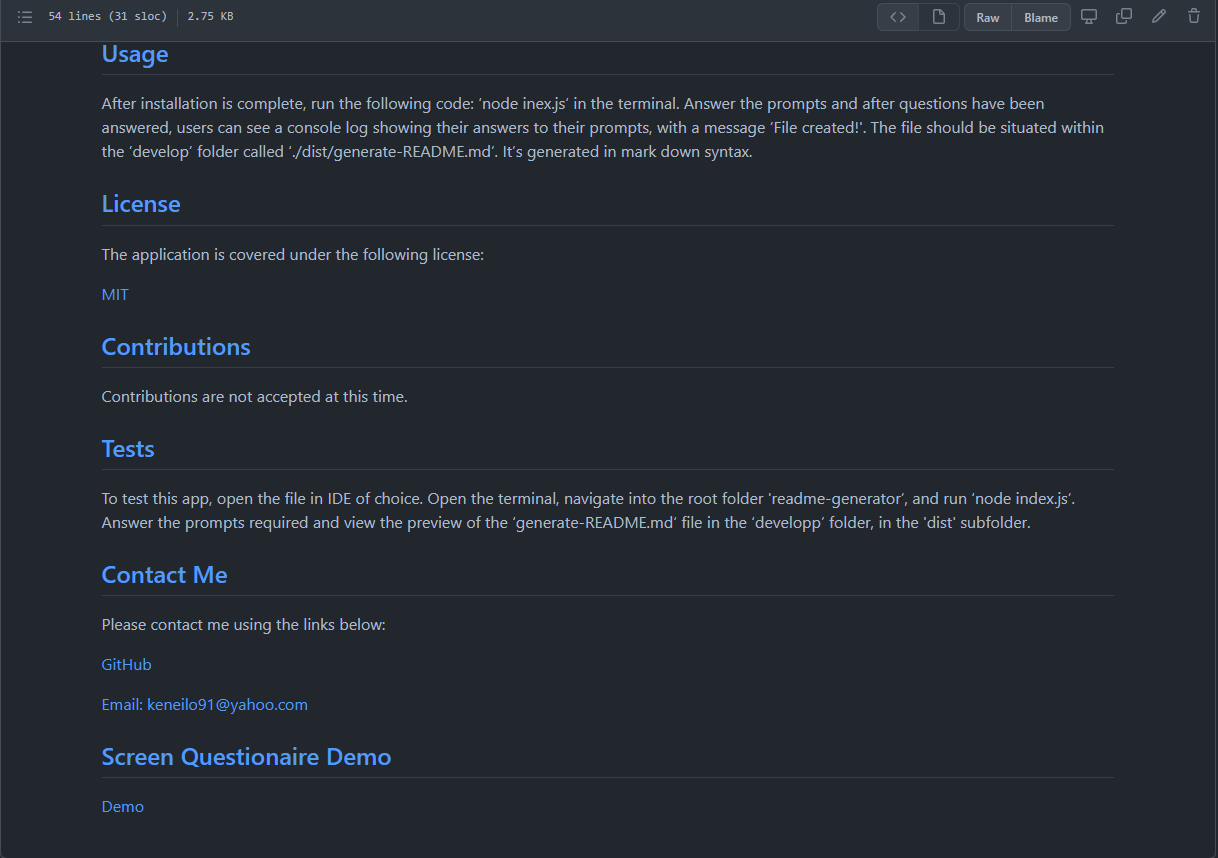 54 lines (31 sloc) 2.75 KB Raw Blame
Usage
After installation is complete, run the following code: ‘node inex.js’ in the terminal. Answer the prompts and after questions have been
answered, users can see a console log showing their answers to their prompts, with a message ‘File created!'. The file should be situated within
the ‘develop’ folder called ‘./dist/generate-README.md’. It’s generated in mark down syntax.
License
The application is covered under the following license:
MIT
Contributions
Contributions are not accepted at this time.
Tests
To test this app, open the file in IDE of choice. Open the terminal, navigate into the root folder 'readme-generator’, and run ‘node index.js’.
Answer the prompts required and view the preview of the ‘generate-README.md’ file in the ‘developp’ folder, in the 'dist' subfolder.
Contact Me
Please contact me using the links below:
GitHub
Email: keneilo91@yahoo.com
Screen Questionaire Demo
Demo